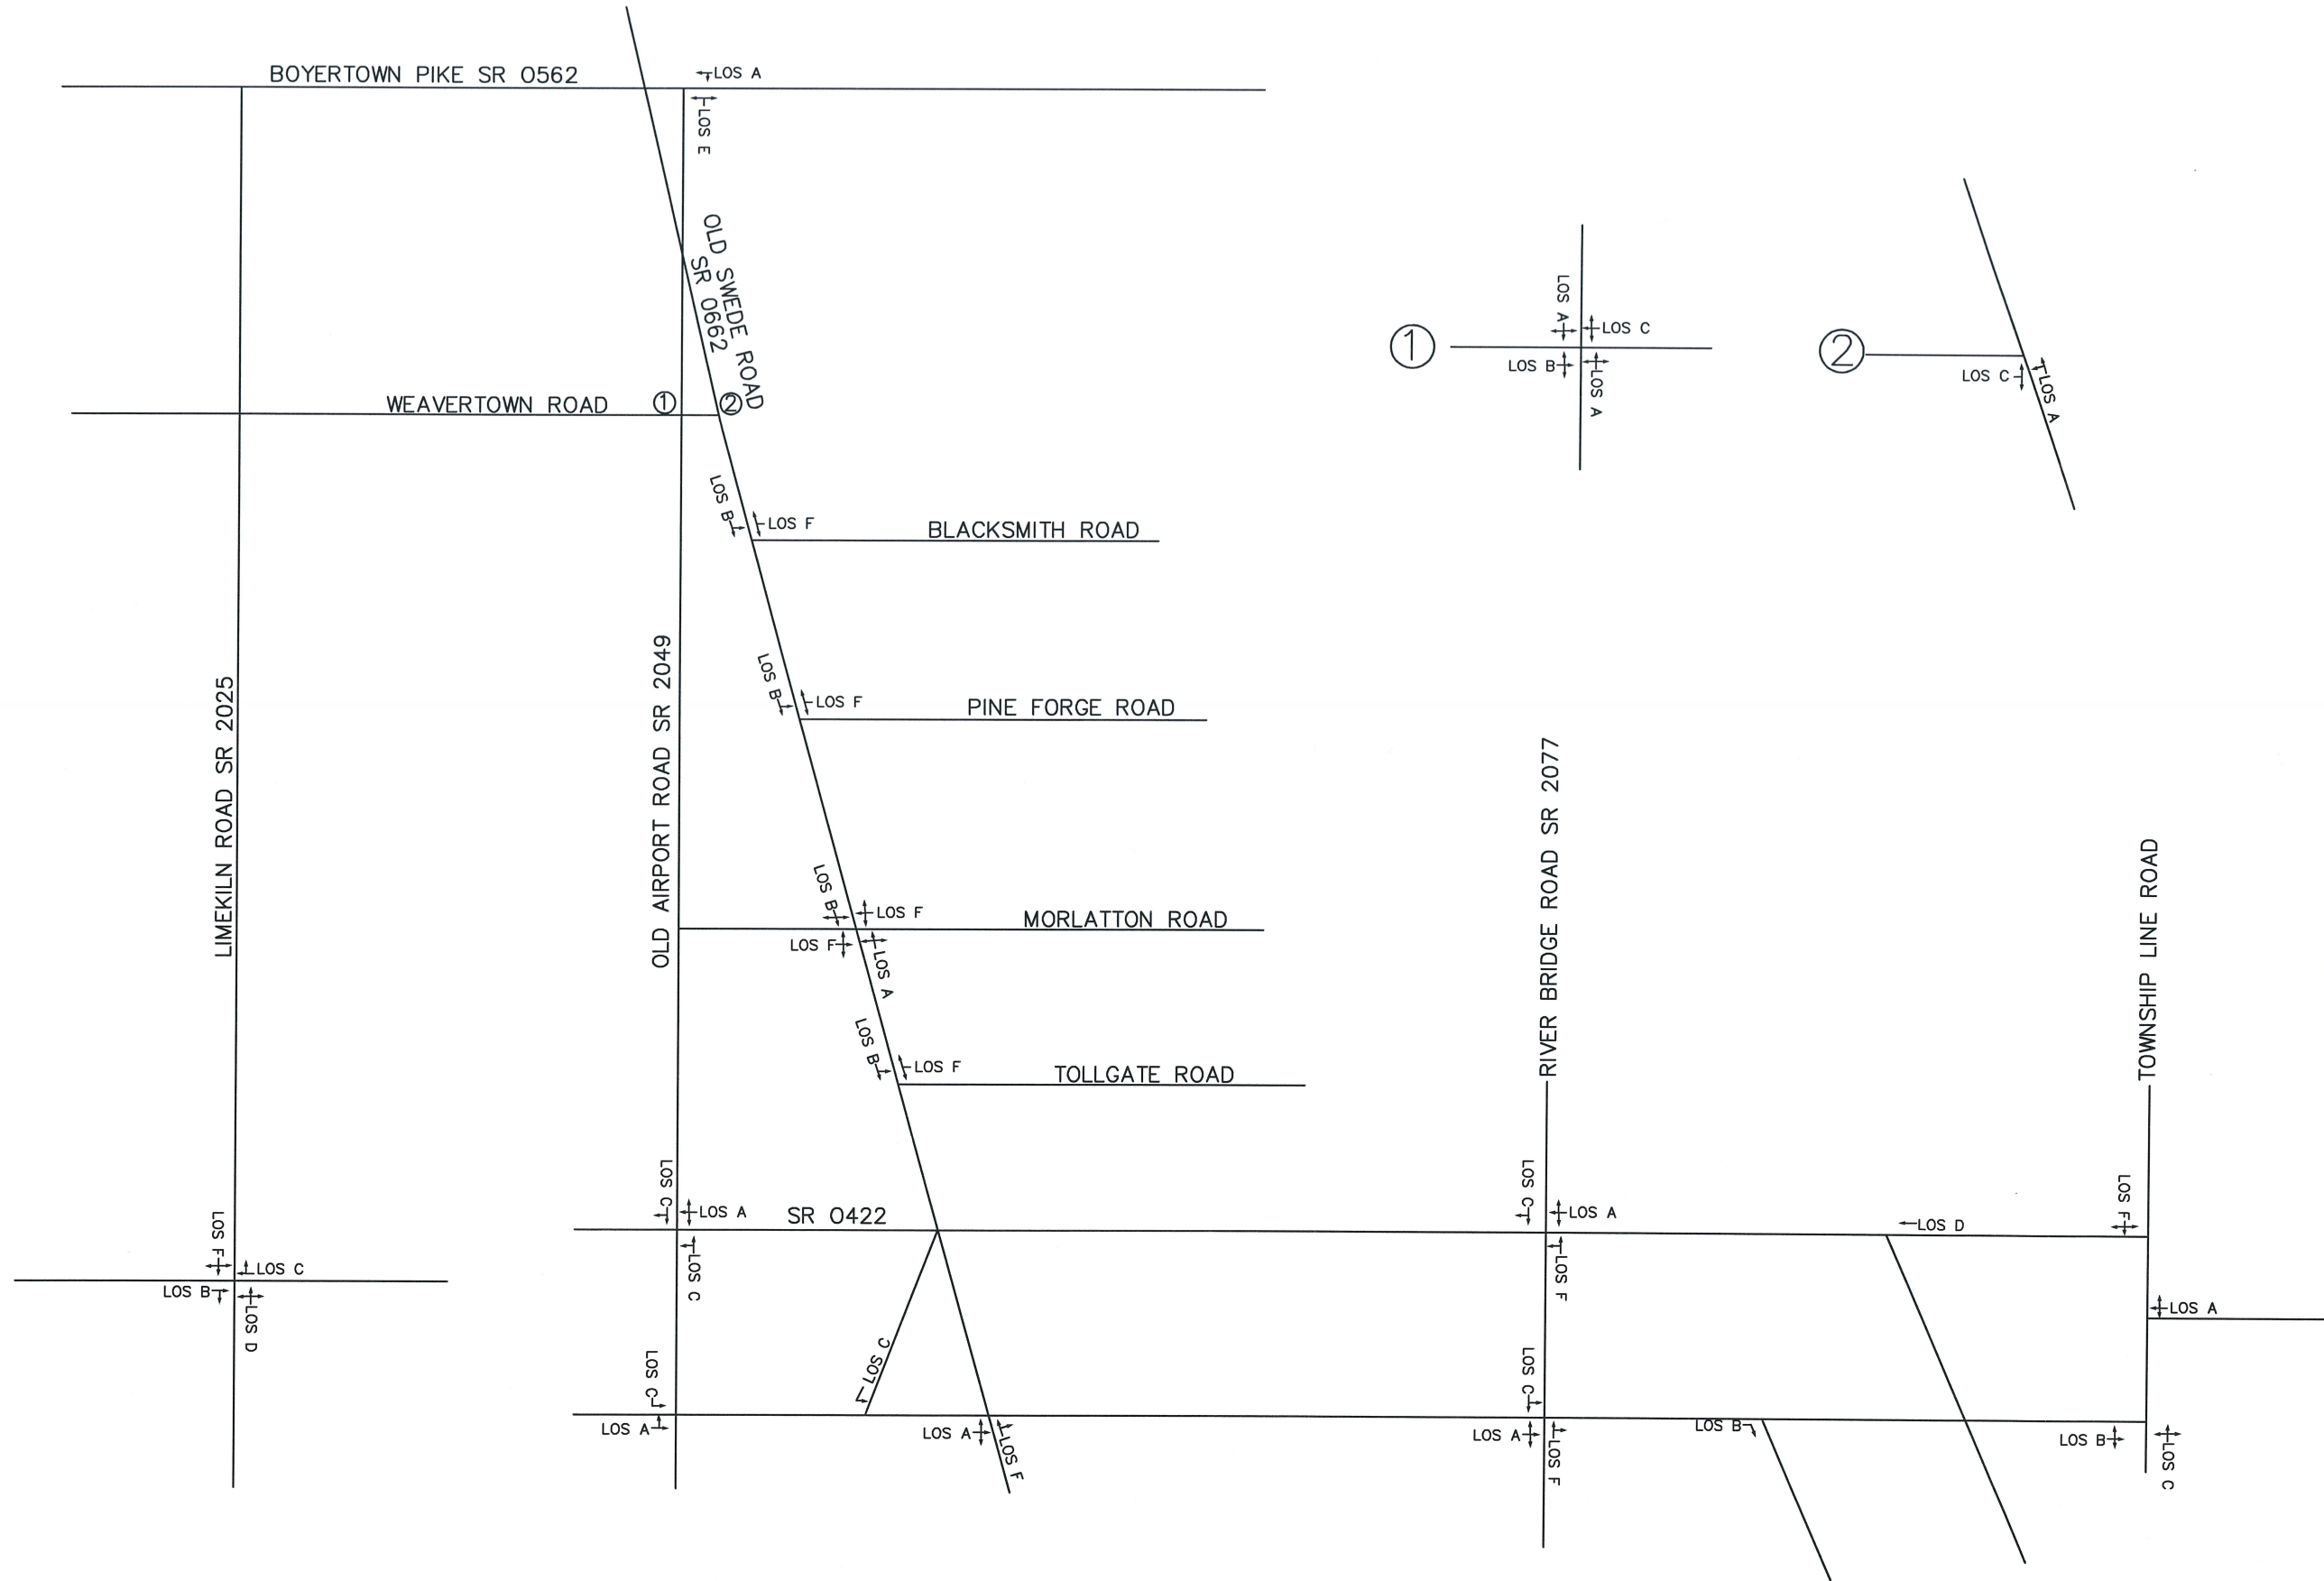 BOYERTOWN PIKE SR 0562
LOS A
LOS E
OLD SWEDE ROAD
SR 0662
WEAVERTOWN ROAD
1
2
1
LOS A
LOS C
LOS B
LOS A
2
LOS C
LOS A
LOS B
LOS F
BLACKSMITH ROAD
LIMEKILN ROAD SR 2025
OLD AIRPORT ROAD SR 2049
LOS B
LOS F
PINE FORGE ROAD
RIVER BRIDGE ROAD SR 2077
TOWNSHIP LINE ROAD
LOS B
LOS F
MORLATTON ROAD
LOS F
LOS A
LOS B
LOS F
TOLLGATE ROAD
LOS F
LOS C
LOS B
LOS D
LOS C
LOS A
SR 0422
LOS C
LOS C
LOS A
LOS F
LOS D
LOS F
LOS A
LOS C
LOS A
LOS C
LOS A
LOS F
LOS C
LOS A
LOS F
LOS B
LOS B
LOS C